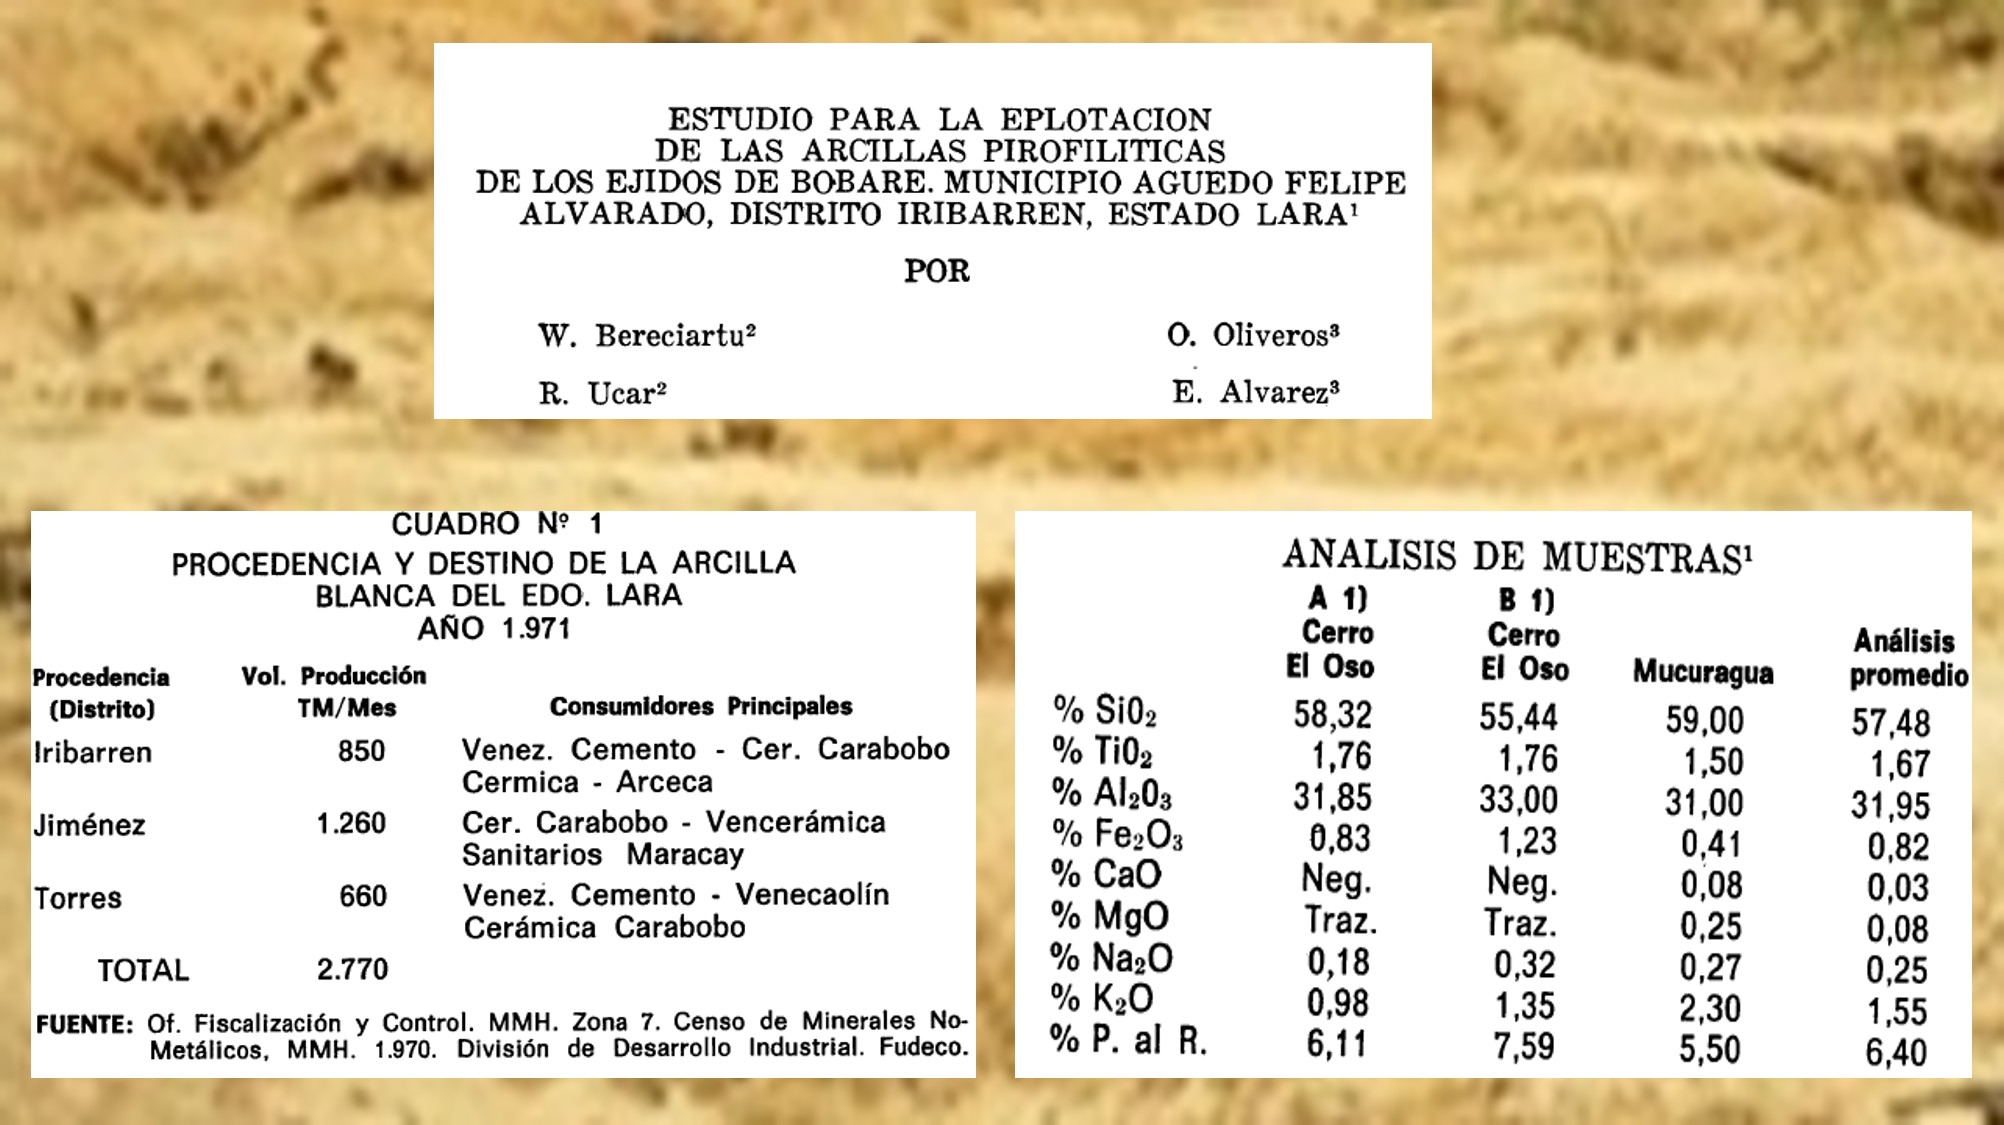 ESTUDIO PARA LA EPLOTACION
DE LAS ARCILLAS PIROFILITICAS
DE LOS EJIDOS DE BOBARE. MUNICIPIO AGUEDO FELIPE
ALVARADO, DISTRITO IRIBARREN, ESTADO LARA¹
POR
W. Bereciartu² O. Oliveros³
R. Ucar² E. Alvarez³
CUADRO Nº 1
PROCEDENCIA Y DESTINO DE LA ARCILLA
BLANCA DEL EDO. LARA
AÑO 1.971
Procedencia Vol. Producción
(Distrito) TM/Mes Consumidores Principales
Iribarren 850 Venez. Cemento - Cer. Carabobo
Cermica - Arceca
Jiménez 1.260 Cer. Carabobo - Vencerámica
Sanitarios Maracay
Torres 660 Venez. Cemento - Venecaolín
Cerámica Carabobo
TOTAL 2.770
FUENTE: Of. Fiscalización y Control. MMH. Zona 7. Censo de Minerales No-
Metálicos, MMH. 1.970. División de Desarrollo Industrial. Fudeco.
ANALISIS DE MUESTRAS¹
A 1) B 1)
Cerro Cerro Análisis
El Oso El Oso Mucuragua promedio
% SiO₂ 58,32 55,44 59,00 57,48
% TiO₂ 1,76 1,76 1,50 1,67
% Al₂O₃ 31,85 33,00 31,00 31,95
% Fe₂O₃ 0,83 1,23 0,41 0,82
% CaO Neg. Neg. 0,08 0,03
% MgO Traz. Traz. 0,25 0,08
% Na₂O 0,18 0,32 0,27 0,25
% K₂O 0,98 1,35 2,30 1,55
% P. al R. 6,11 7,59 5,50 6,40